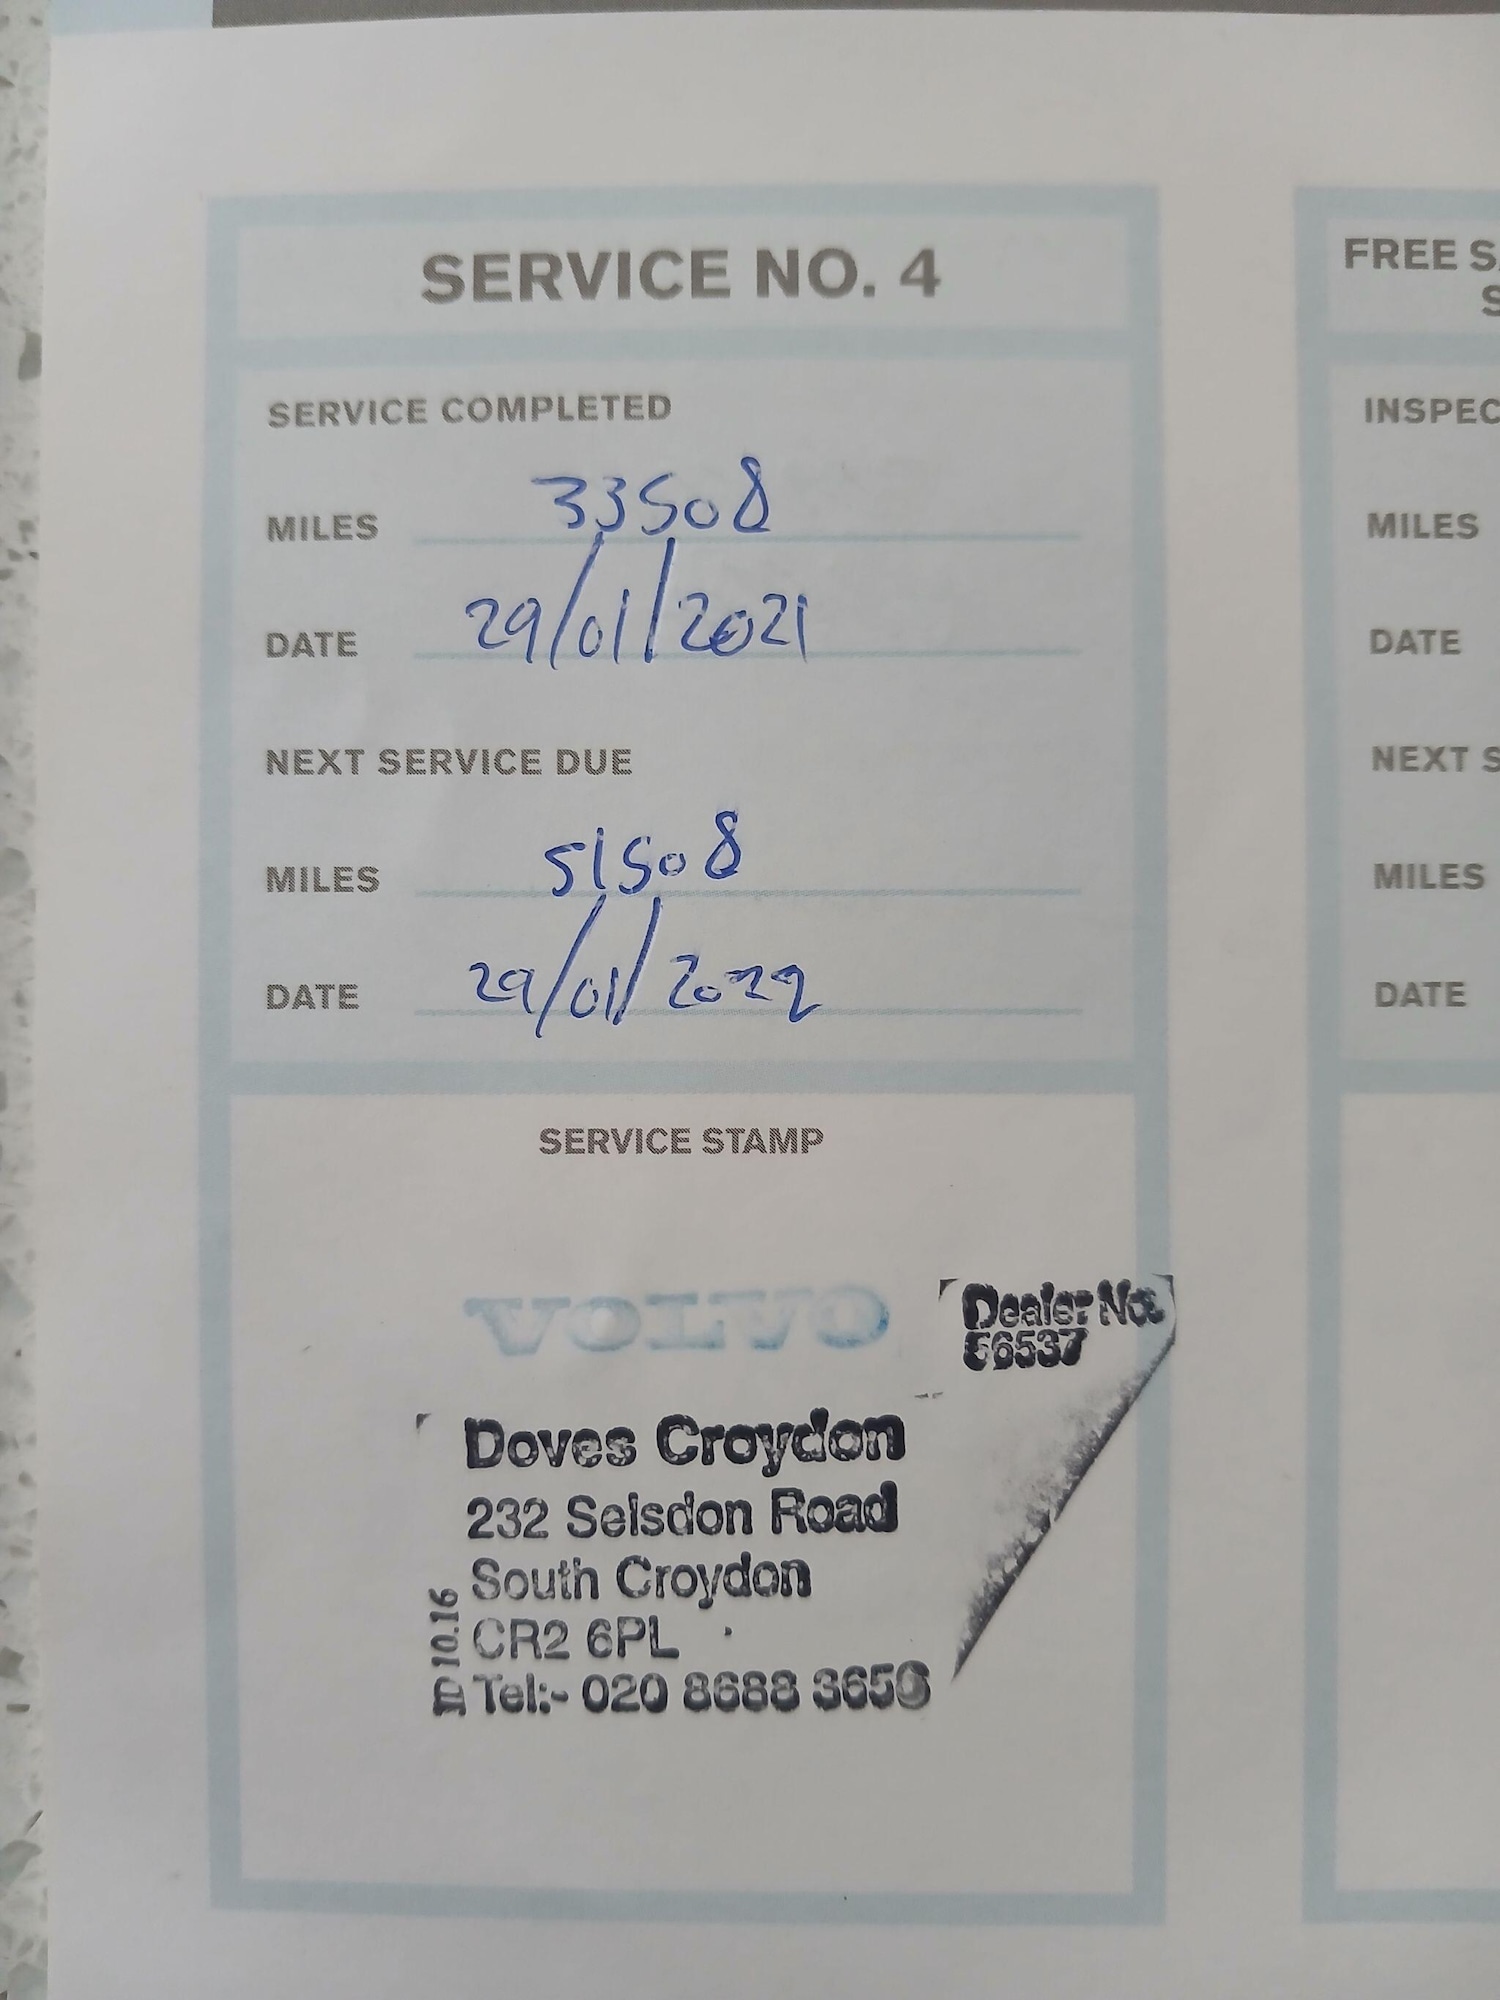 SERVICE NO. 4
SERVICE COMPLETED
MILES 33508
DATE 29/01/2021
NEXT SERVICE DUE
MILES 51508
DATE 29/01/2022
SERVICE STAMP
VOLVO
Dealer No.
56537
Doves Croydon
232 Selsdon Road
South Croydon
CR2 6PL
Tel:- 020 8688 3656
ID 10.16
FREE
MILES
DATE
NEXT
MILES
DATE